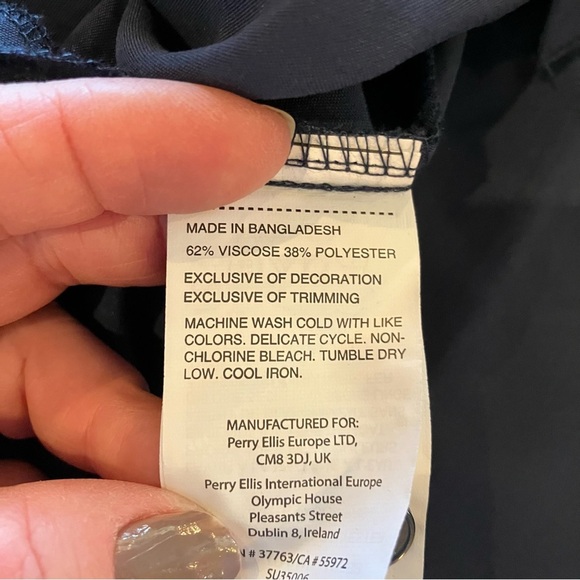 MADE IN BANGLADESH
62% VISCOSE 38% POLYESTER
EXCLUSIVE OF DECORATION
EXCLUSIVE OF TRIMMING
MACHINE WASH COLD WITH LIKE
COLORS. DELICATE CYCLE. NON-
CHLORINE BLEACH. TUMBLE DRY
LOW. COOL IRON.
MANUFACTURED FOR:
Perry Ellis Europe LTD,
CM8 3DJ, UK
Perry Ellis International Europe
Olympic House
Pleasants Street
Dublin 8, Ireland
N # 37763/CA # 55972
SU35006